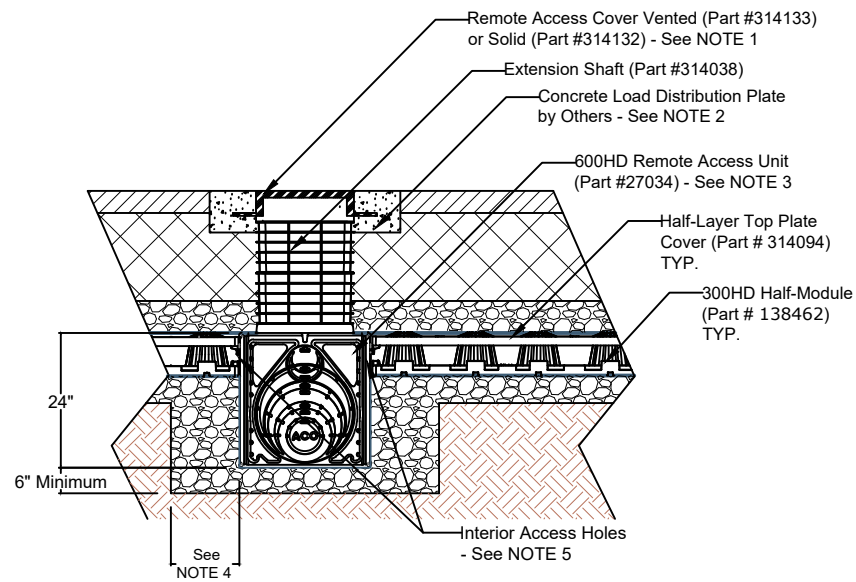 Remote Access Cover Vented (Part #314133)
or Solid (Part #314132) - See NOTE 1
Extension Shaft (Part #314038)
Concrete Load Distribution Plate
by Others - See NOTE 2
600HD Remote Access Unit
(Part #27034) - See NOTE 3
Half-Layer Top Plate
Cover (Part # 314094)
TYP.
300HD Half-Module
(Part # 138462)
TYP.
24"
ACO
6" Minimum
Interior Access Holes
- See NOTE 5
See
NOTE 4